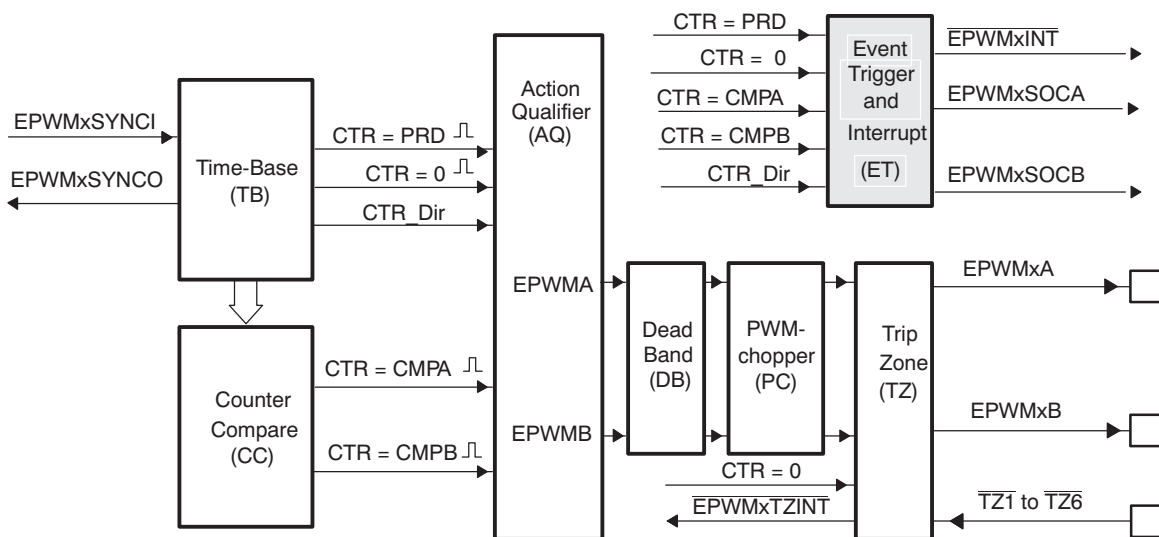 EPWMxSYNCI
EPWMxSYNCO
Time-Base
(TB)
CTR = PRD
CTR = 0
CTR_Dir
Counter
Compare
(CC)
CTR = CMPA
CTR = CMPB
Action
Qualifier
(AQ)
EPWMA
EPWMB
CTR = PRD
CTR = 0
CTR = CMPA
CTR = CMPB
CTR_Dir
Event
Trigger
and
Interrupt
(ET)
EPWMxINT
EPWMxSOCA
EPWMxSOCB
Dead
Band
(DB)
PWM-
chopper
(PC)
Trip
Zone
(TZ)
CTR = 0
EPWMxTZINT
EPWMxA
EPWMxB
TZ1 to TZ6